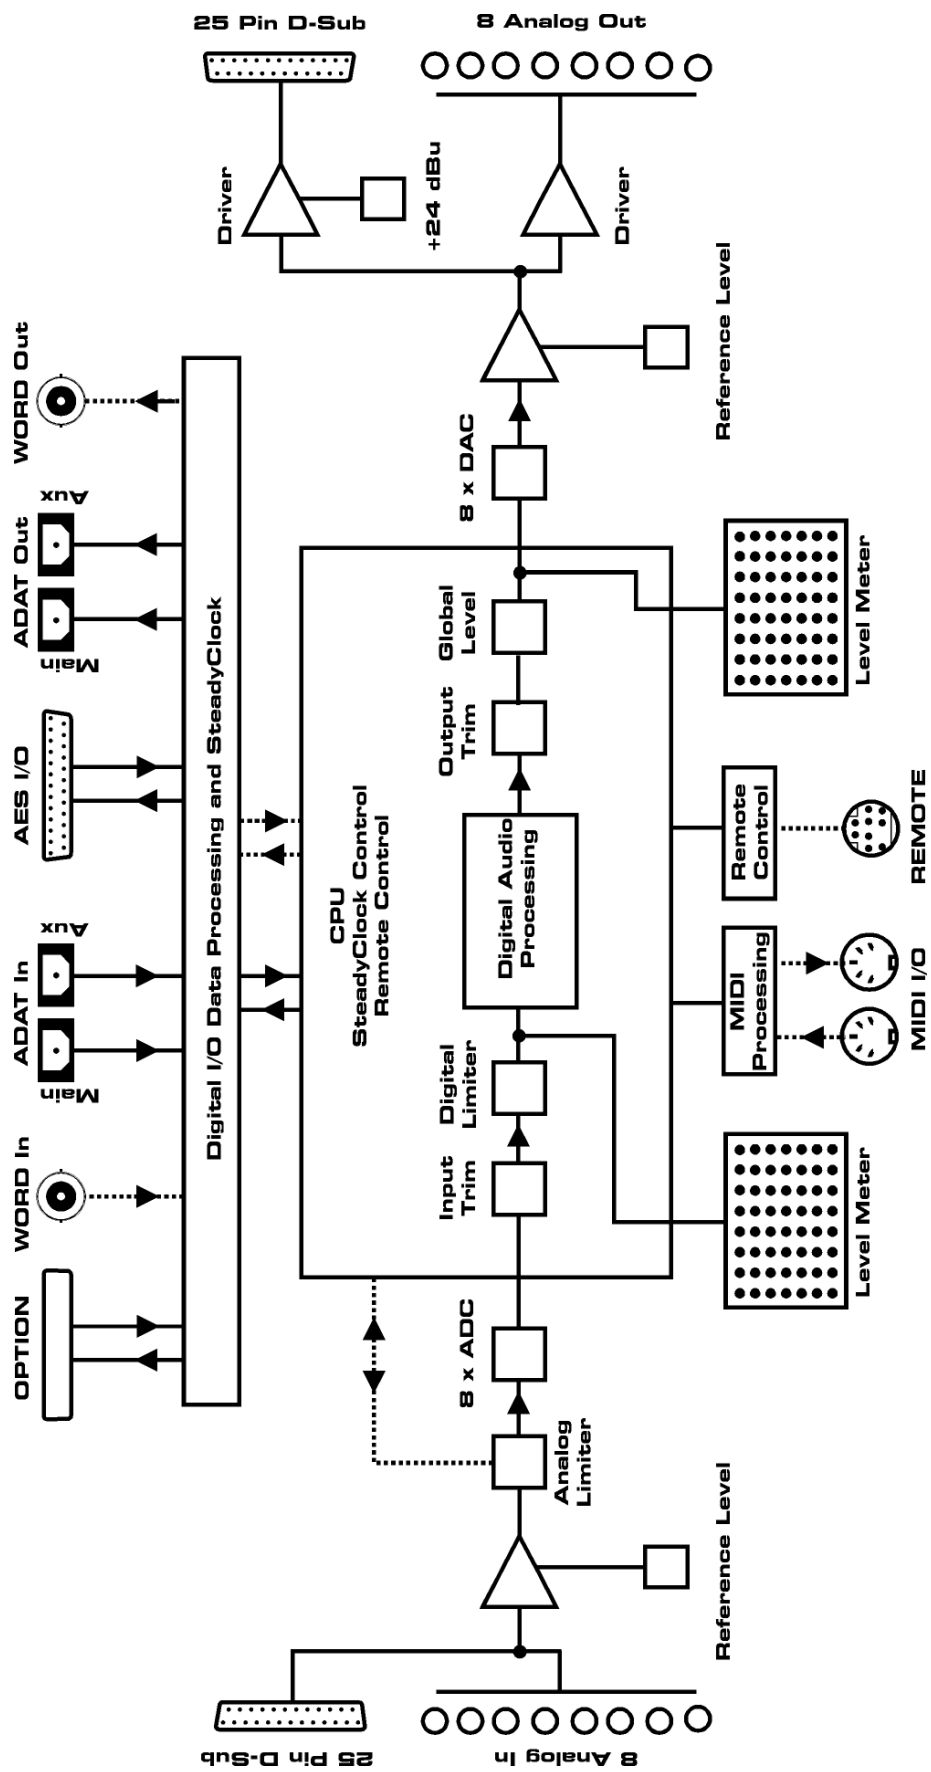 25 Pin D-Sub
8 Analog Out
Driver
+24 dBu
Driver
Reference Level
WORD Out
Aux
ADAT Out
Main
AES I/O
Aux
ADAT In
Main
WORD In
OPTION
Digital I/O Data Processing and SteadyClock
8 x DAC
Global
Level
Output
Trim
CPU
SteadyClock Control
Remote Control
Digital Audio
Processing
Digital
Limiter
Input
Trim
8 x ADC
Analog
Limiter
Level Meter
Remote
Control
REMOTE
MIDI
Processing
MIDI I/O
Level Meter
Reference Level
25 Pin D-Sub
8 Analog In